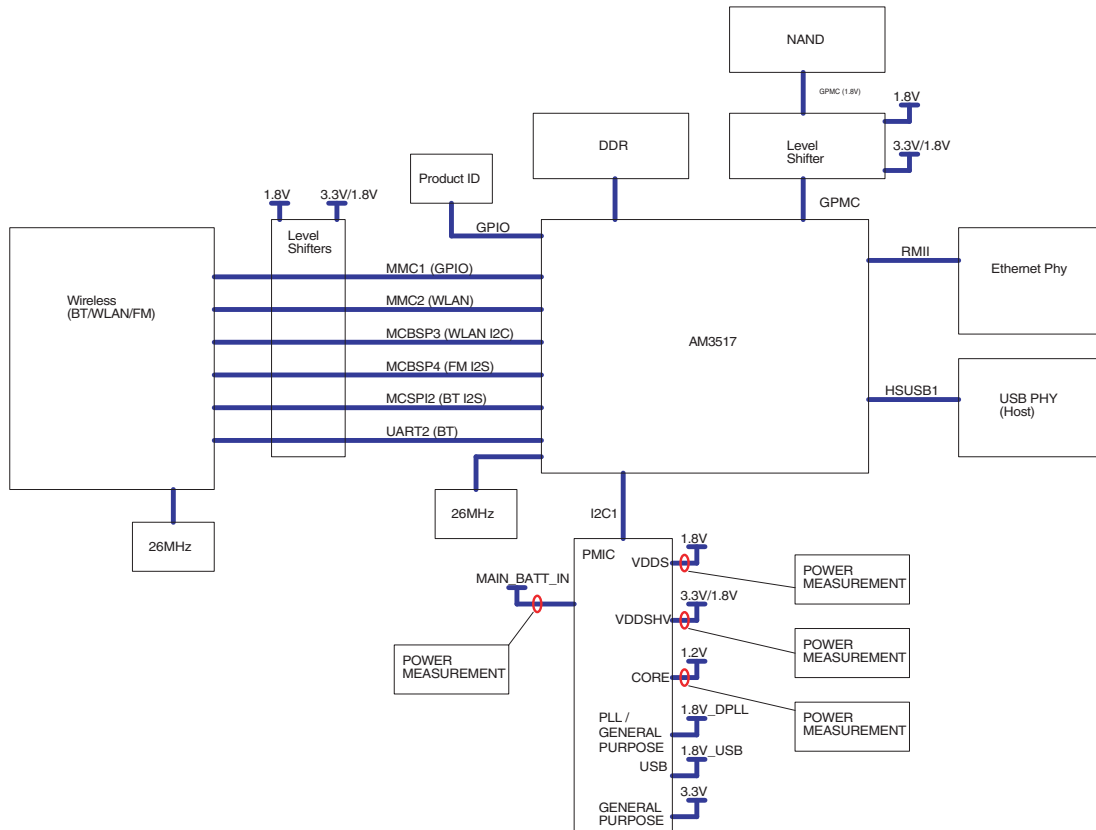 NAND
GPMC (1.8V)
1.8V
Level
Shifter
3.3V/1.8V
GPMC
DDR
Product ID
GPIO
1.8V
3.3V/1.8V
Level
Shifters
Wireless
(BT/WLAN/FM)
MMC1 (GPIO)
MMC2 (WLAN)
MCBSP3 (WLAN I2C)
MCBSP4 (FM I2S)
MCSPI2 (BT I2S)
UART2 (BT)
AM3517
RMII
Ethernet Phy
HSUSB1
USB PHY
(Host)
26MHz
26MHz
I2C1
PMIC
MAIN_BATT_IN
POWER
MEASUREMENT
VDDS
1.8V
POWER
MEASUREMENT
VDDSHV
3.3V/1.8V
POWER
MEASUREMENT
CORE
1.2V
POWER
MEASUREMENT
PLL /
GENERAL
PURPOSE
1.8V_DPLL
USB
1.8V_USB
GENERAL
PURPOSE
3.3V